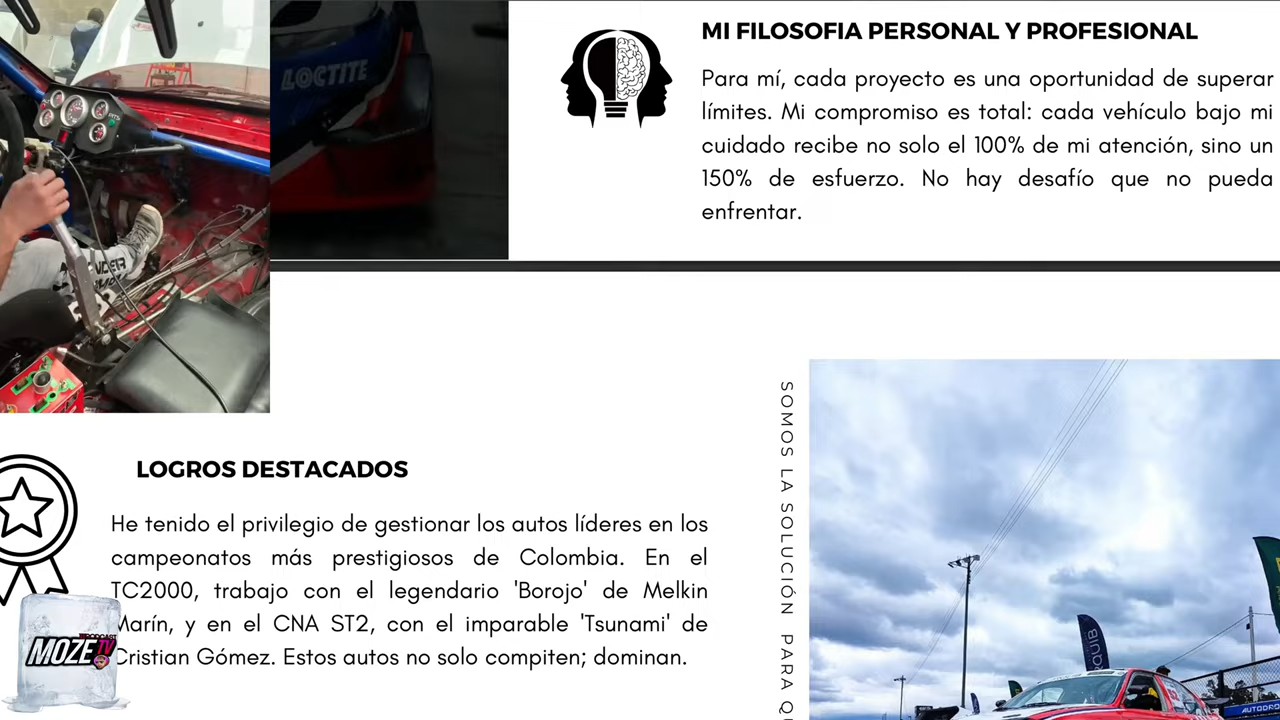 LOCTITE
MI FILOSOFIA PERSONAL Y PROFESIONAL
Para mí, cada proyecto es una oportunidad de superar
límites. Mi compromiso es total: cada vehículo bajo mi
cuidado recibe no solo el 100% de mi atención, sino un
150% de esfuerzo. No hay desafío que no pueda
enfrentar.
LOGROS DESTACADOS
He tenido el privilegio de gestionar los autos líderes en los
campeonatos más prestigiosos de Colombia. En el
TC2000, trabajo con el legendario 'Borojo' de Melkin
Marín, y en el CNA ST2, con el imparable 'Tsunami' de
Cristian Gómez. Estos autos no solo compiten; dominan.
SOMOS LA SOLUCIÓN PARA
MOZE TV